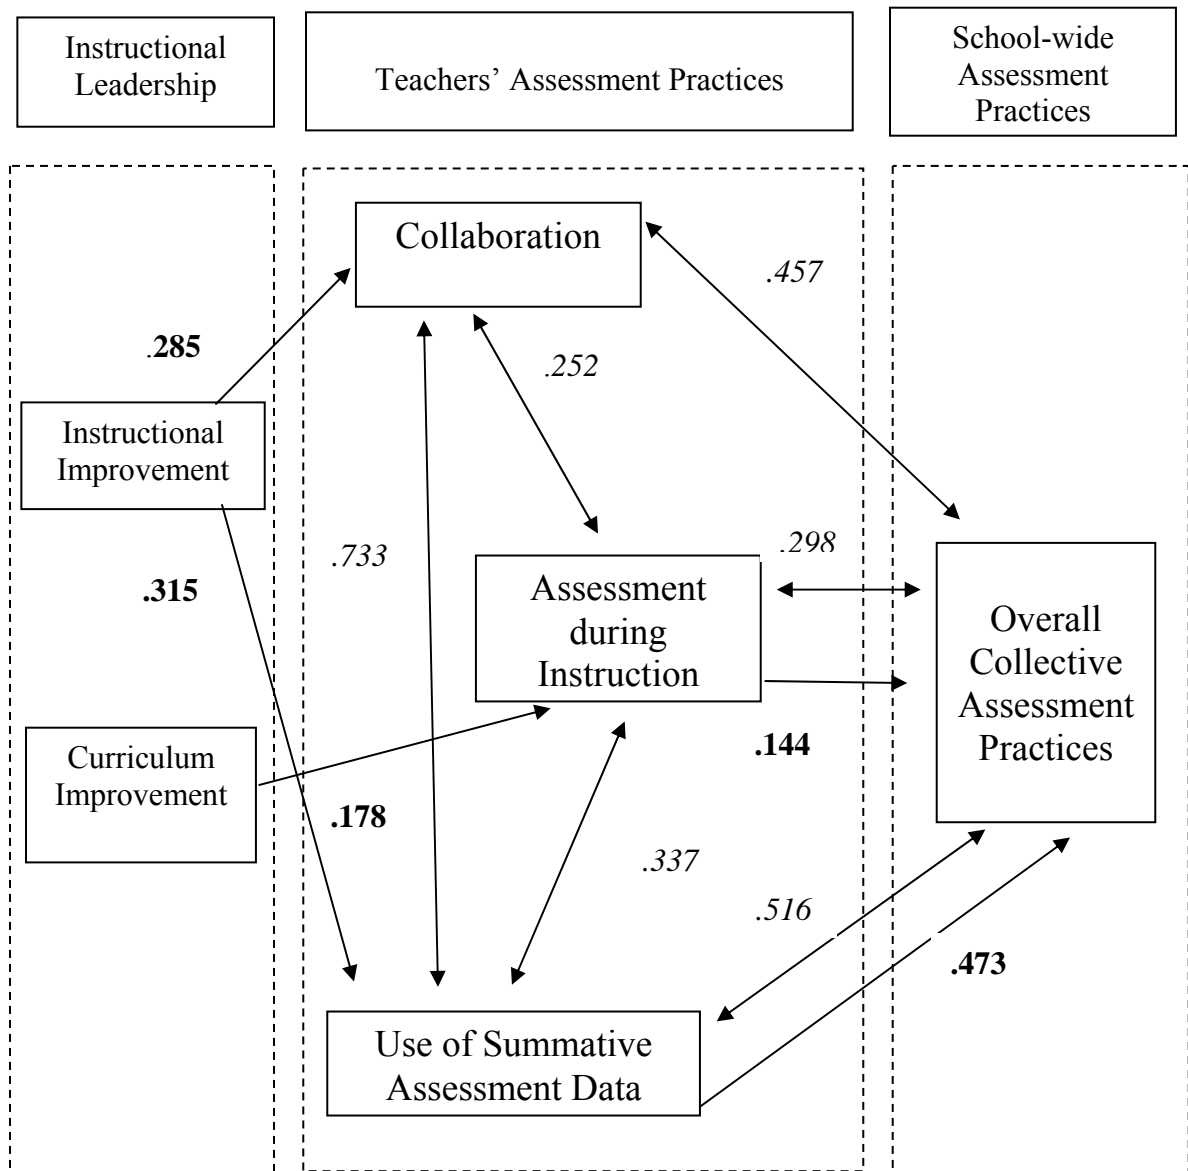 Instructional
Leadership
Teachers’ Assessment Practices
School-wide
Assessment
Practices
Collaboration
.457
.285
.252
Instructional
Improvement
.733
.298
.315
Assessment
during
Instruction
Overall
Collective
Assessment
Practices
Curriculum
Improvement
.144
.178
.337
.516
.473
Use of Summative
Assessment Data